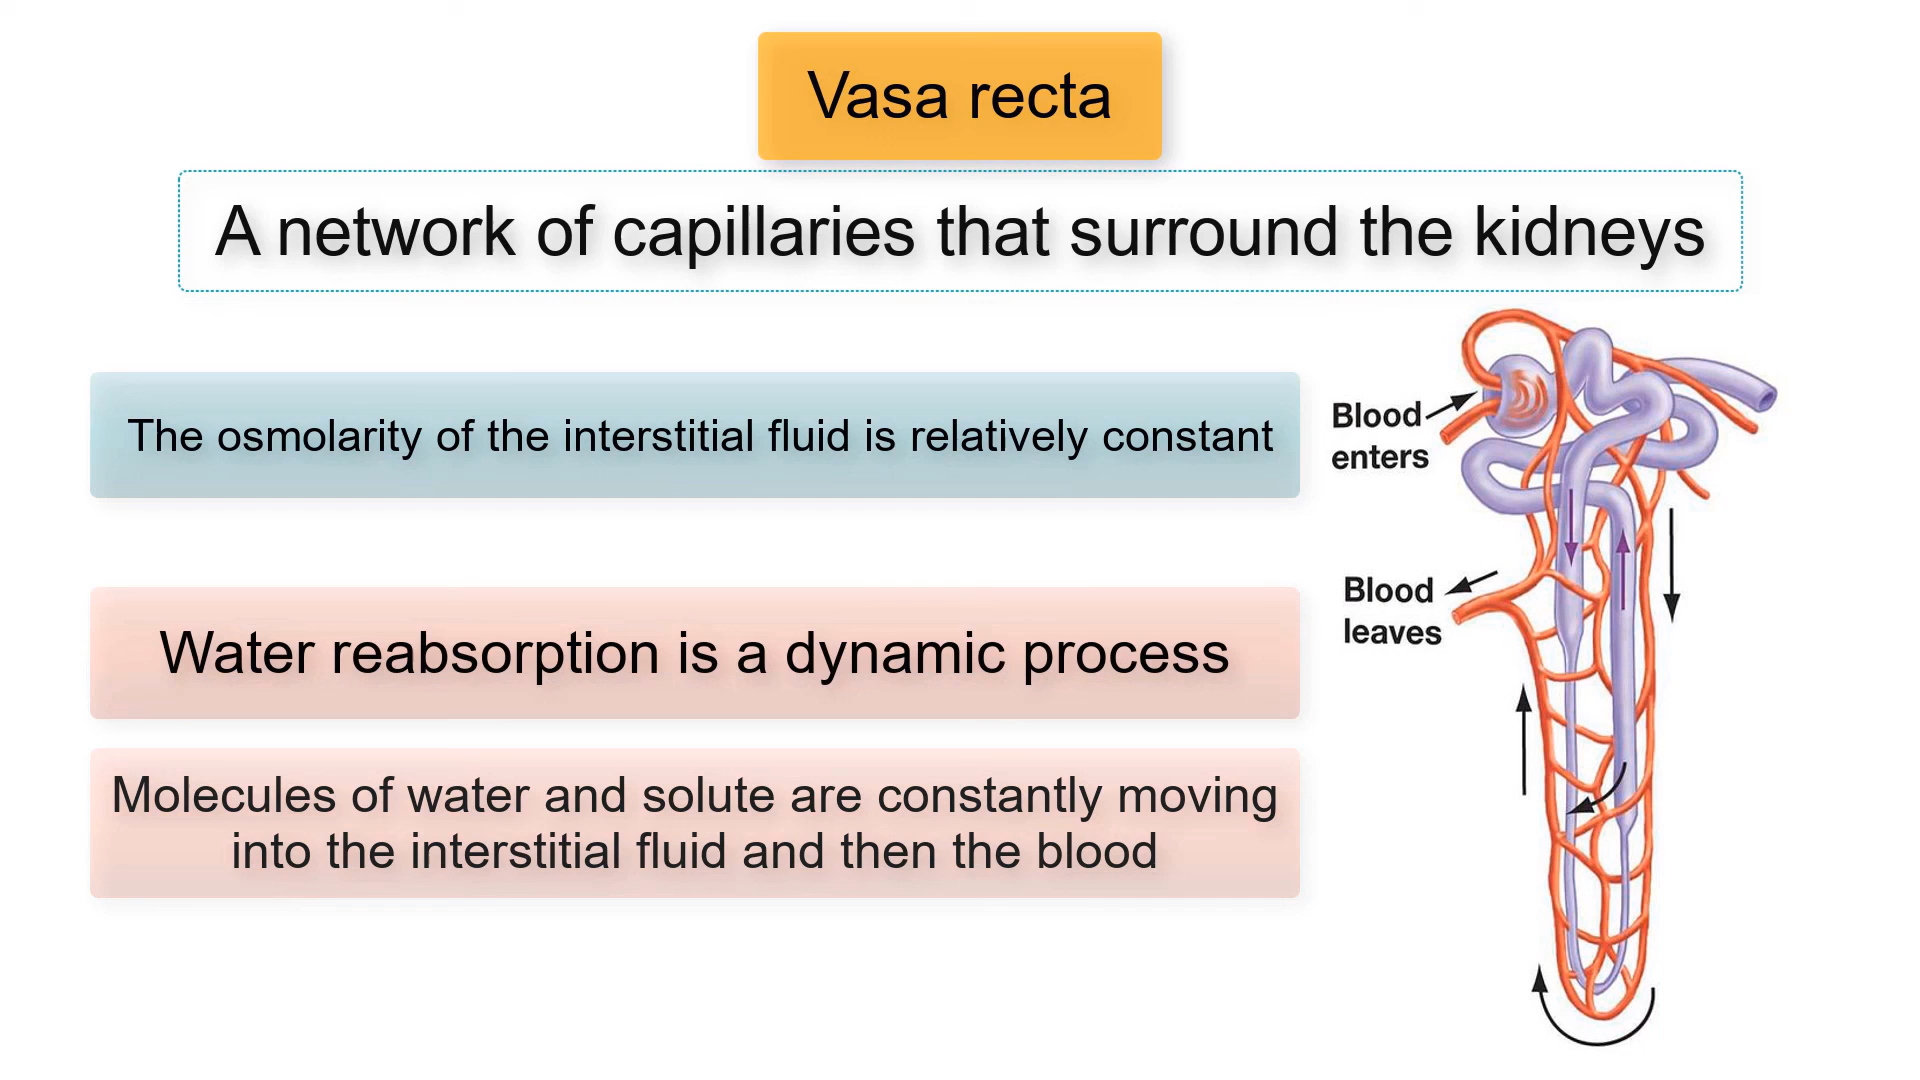 Vasa recta
A network of capillaries that surround the kidneys
The osmolarity of the interstitial fluid is relatively constant
Blood
enters
Blood
leaves
Water reabsorption is a dynamic process
Molecules of water and solute are constantly moving
into the interstitial fluid and then the blood